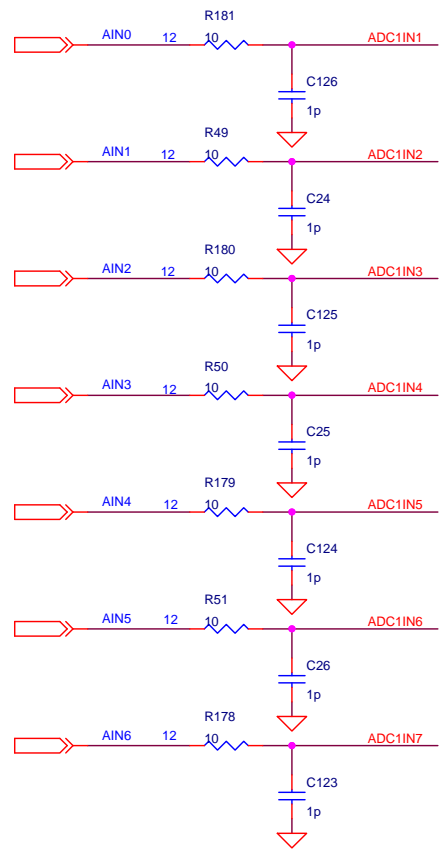 R181
AIN0 12 10 ADC1IN1
C126
1p
R49
AIN1 12 10 ADC1IN2
C24
1p
R180
AIN2 12 10 ADC1IN3
C125
1p
R50
AIN3 12 10 ADC1IN4
C25
1p
R179
AIN4 12 10 ADC1IN5
C124
1p
R51
AIN5 12 10 ADC1IN6
C26
1p
R178
AIN6 12 10 ADC1IN7
C123
1p